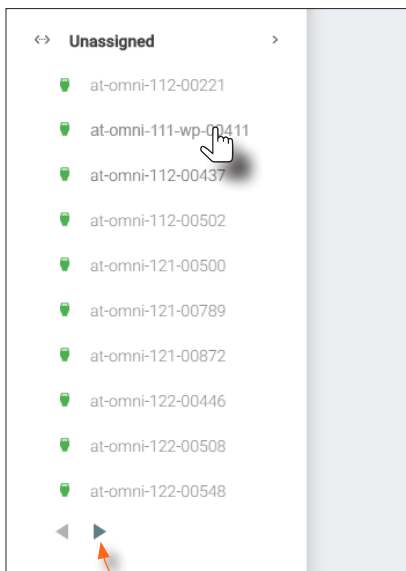 Unassigned
at-omni-112-00221
at-omni-111-wp-00411
at-omni-112-00437
at-omni-112-00502
at-omni-121-00500
at-omni-121-00789
at-omni-121-00872
at-omni-122-00446
at-omni-122-00508
at-omni-122-00548